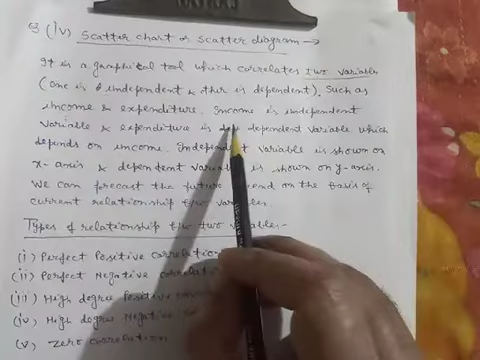 (iv) Scatter chart or Scatter diagram →
It is a graphical tool which correlates two variables
(one is independent & other is dependent). Such as
income & expenditure. Income is independent
variable & expenditure is dependent variable which
depends on income. Independent variable is shown on
x-axis & dependent variable is shown on y-axis.
We can forecast the future trend on the basis of
current relationship two variables.
Types of relationship two variables-
(i) Perfect Positive correlation
(ii) Perfect Negative correlation
(iii) High degree Positive
(iv) High degree Negative
(v) Zero correlation